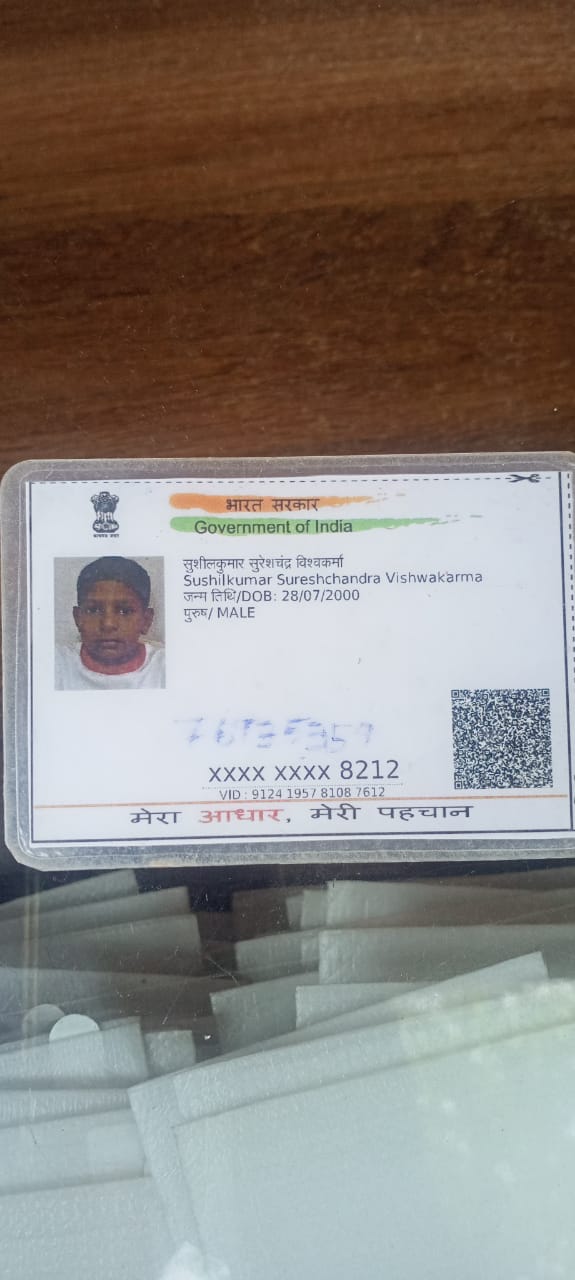 भारत सरकार
Government of India
सुशीलकुमार सुरेशचंद्र विश्वकर्मा
Sushilkumar Sureshchandra Vishwakarma
जन्म तिथि/DOB: 28/07/2000
पुरुष/ MALE
XXXX XXXX 8212
VID : 9124 1957 8108 7612
मेरा आधार, मेरी पहचान